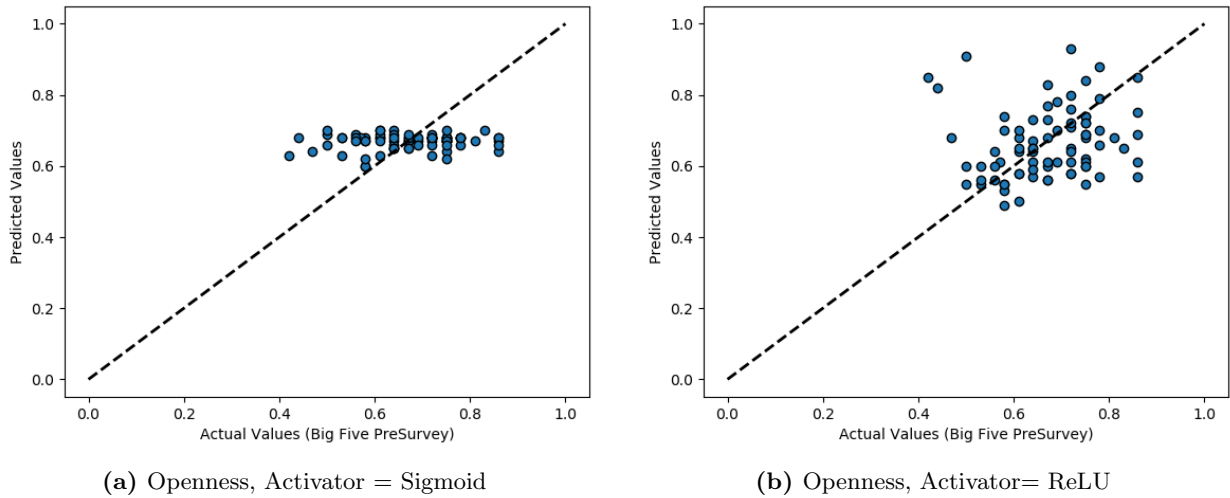 1.0
0.8
0.6
0.4
0.2
0.0
Predicted Values
0.0 0.2 0.4 0.6 0.8 1.0
Actual Values (Big Five PreSurvey)
(a) Openness, Activator = Sigmoid
1.0
0.8
0.6
0.4
0.2
0.0
Predicted Values
0.0 0.2 0.4 0.6 0.8 1.0
Actual Values (Big Five PreSurvey)
(b) Openness, Activator= ReLU